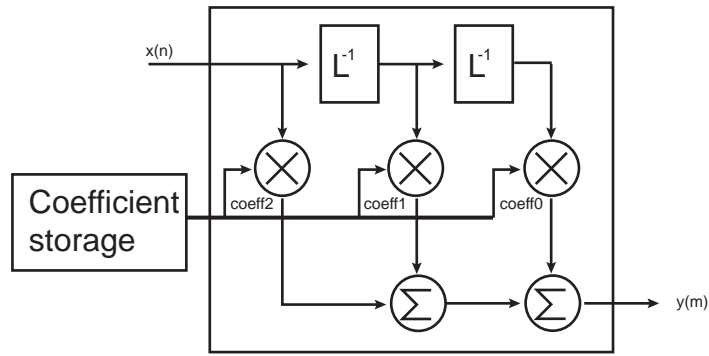 x(n)
L-1
L-1
coeff2
coeff1
coeff0
Coefficient
storage
Σ
Σ
y(m)